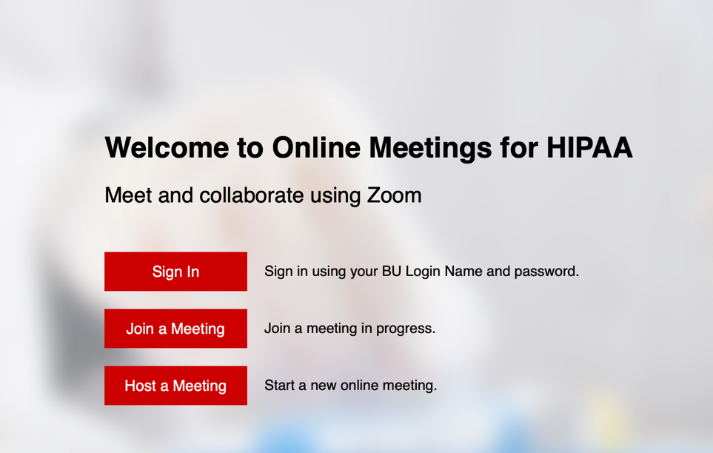 Welcome to Online Meetings for HIPAA
Meet and collaborate using Zoom
Sign In
Sign in using your BU Login Name and password.
Join a Meeting
Join a meeting in progress.
Host a Meeting
Start a new online meeting.